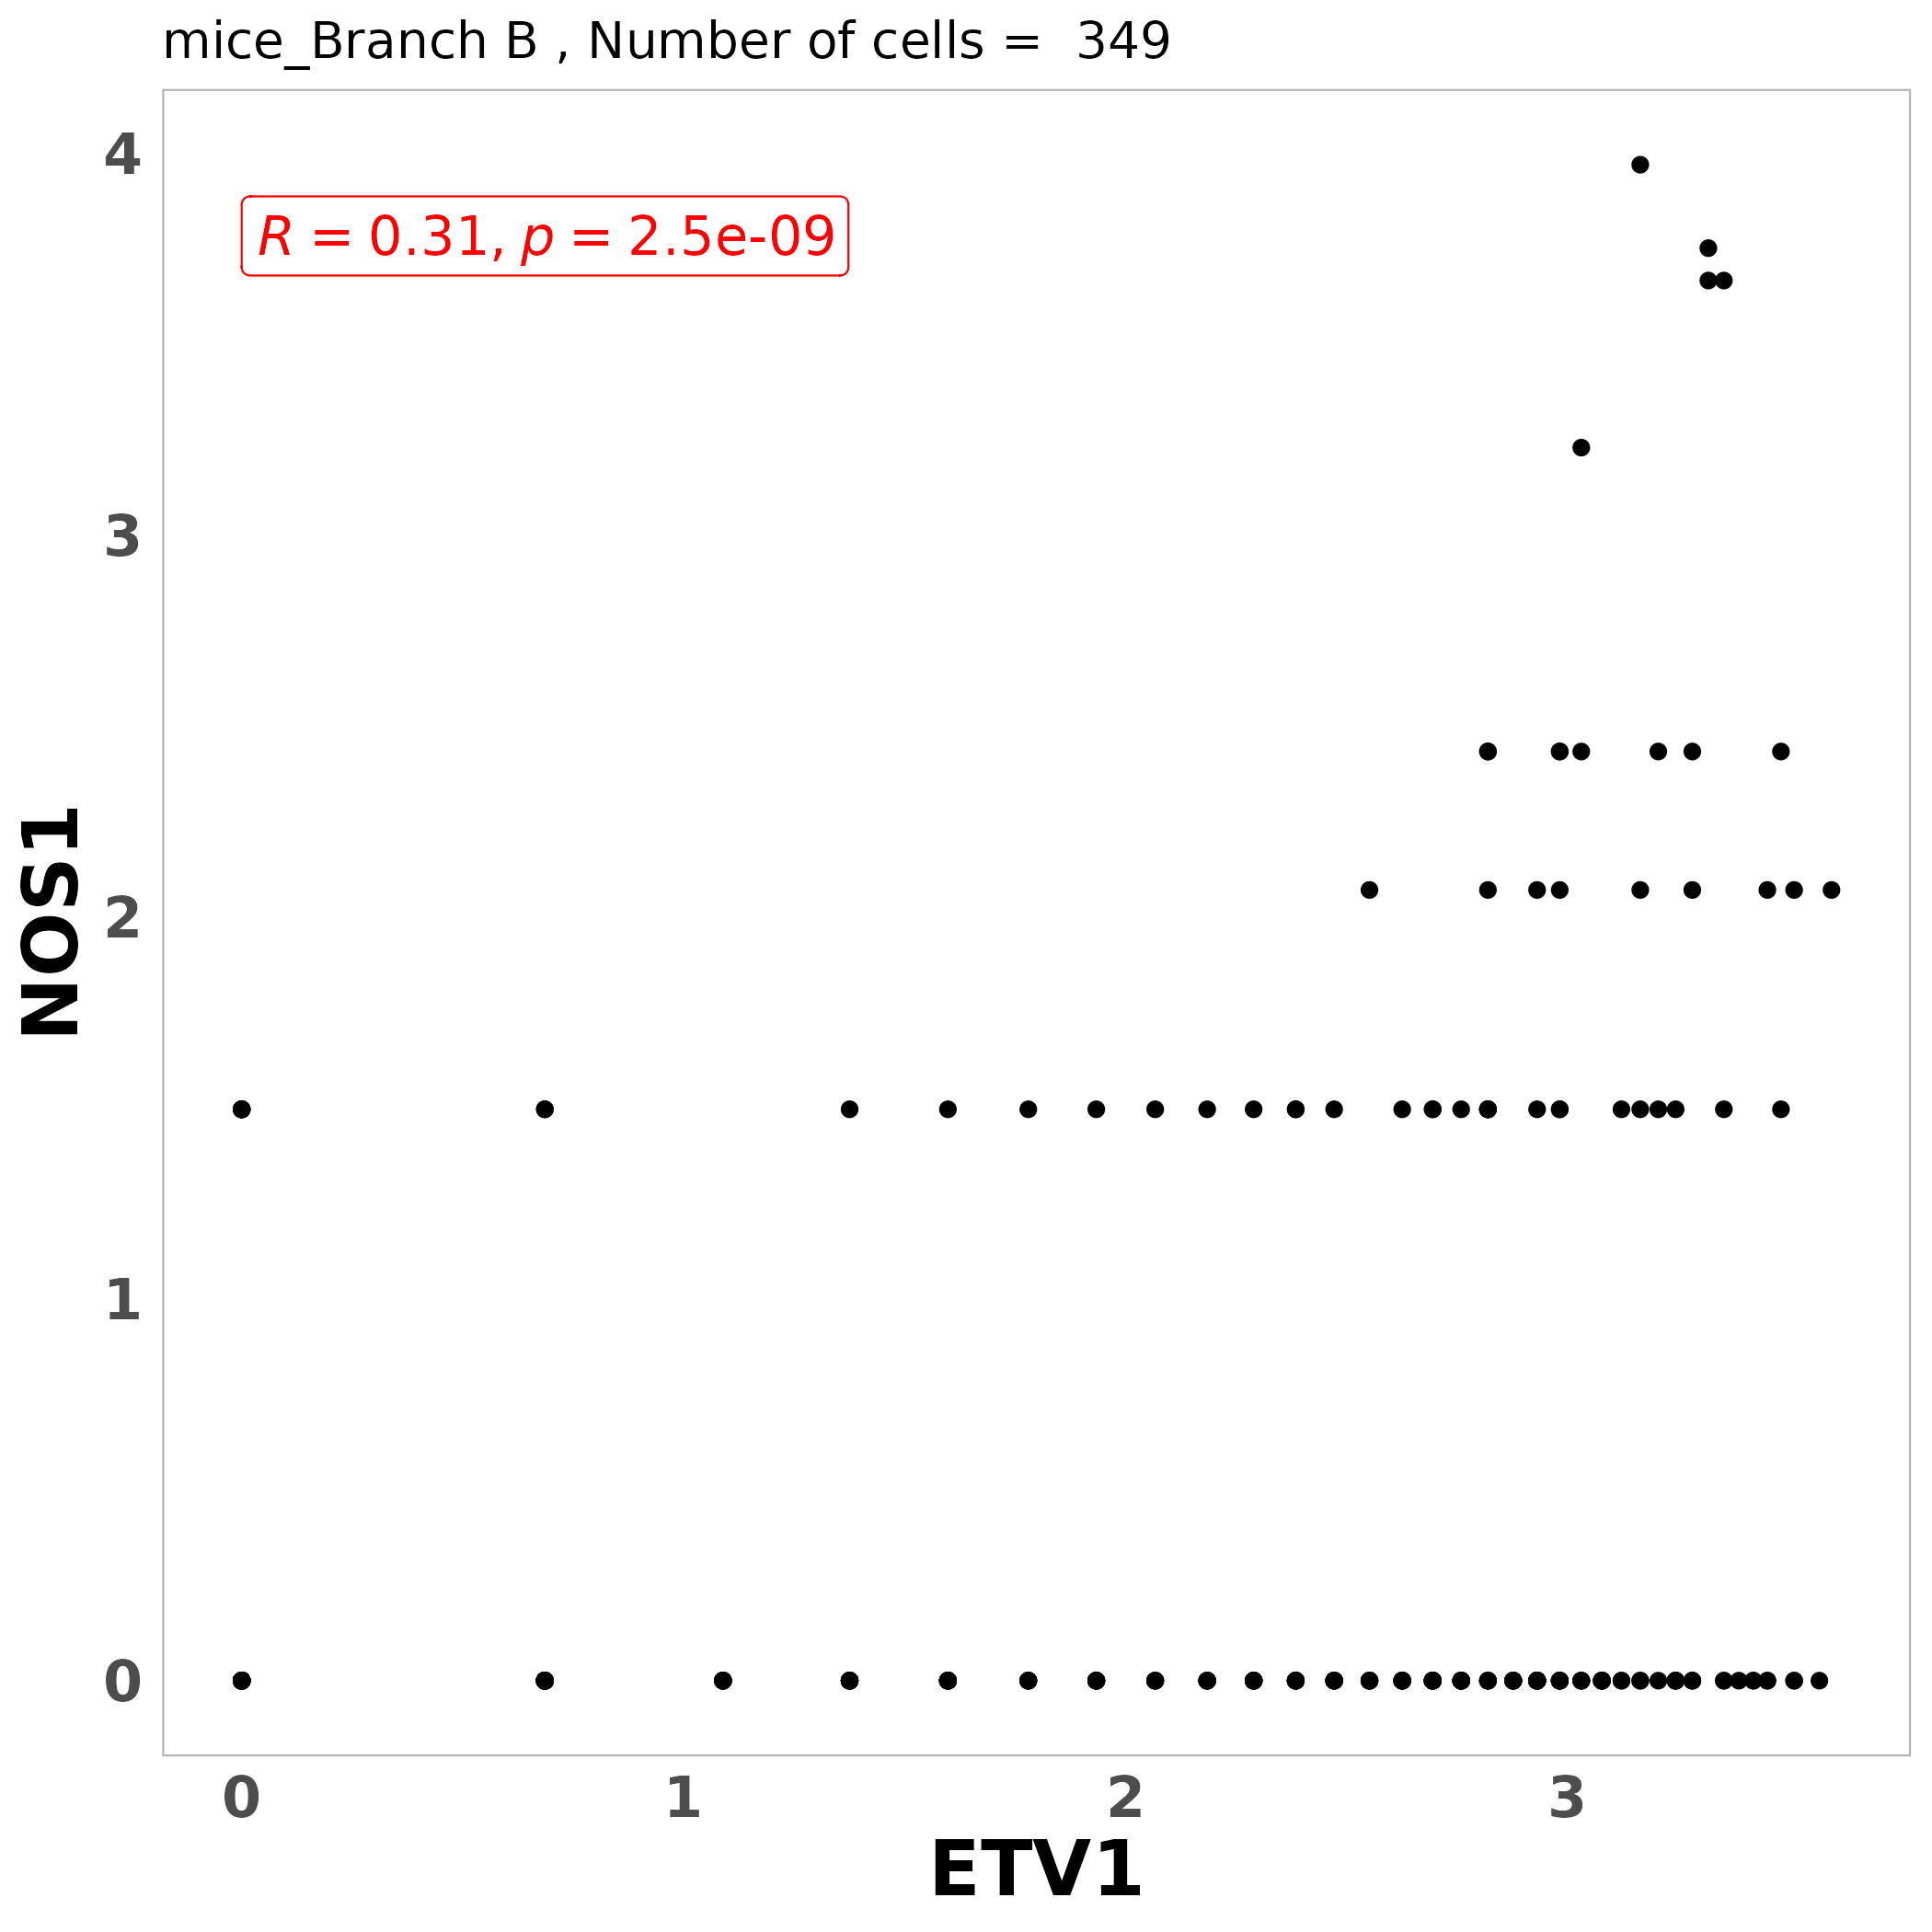 mice_Branch B , Number of cells =  349
4
R = 0.31, p = 2.5e-09
3
NOS1
2
1
0
0 1 2 3
ETV1